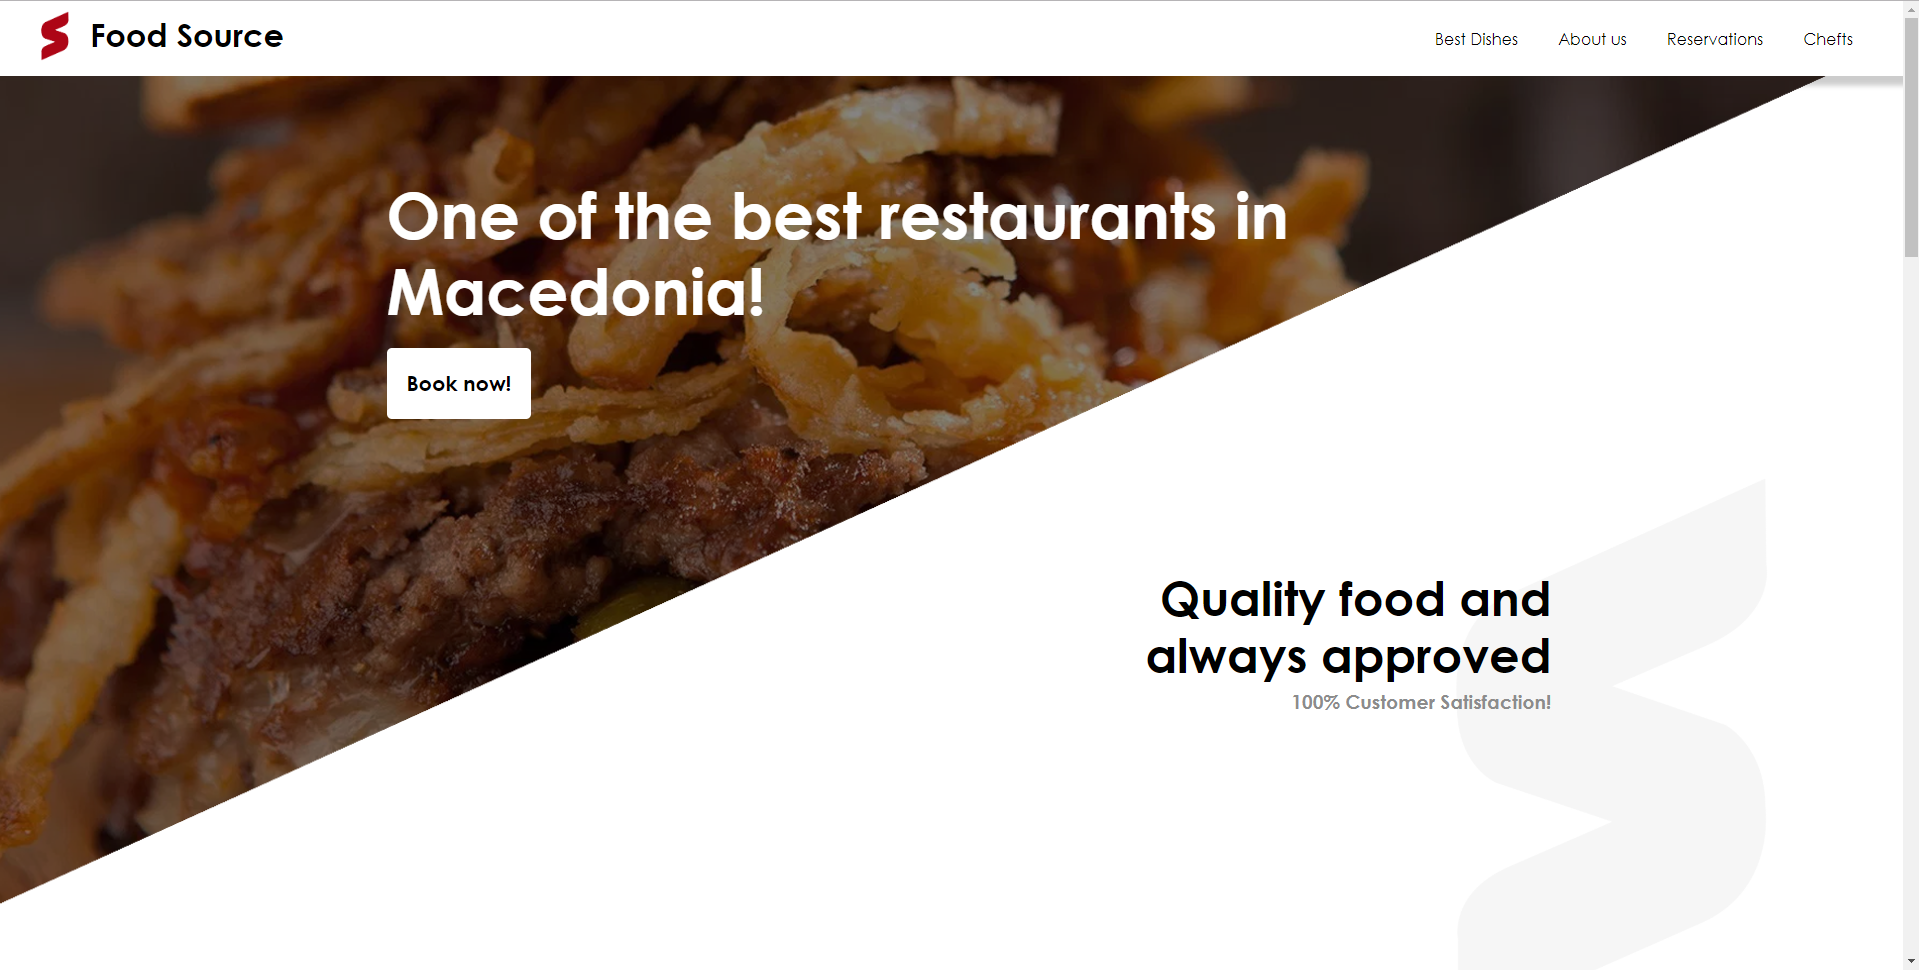 Food Source
Best Dishes
About us
Reservations
Chefts
One of the best restaurants in
Macedonia!
Book now!
Quality food and
always approved
100% Customer Satisfaction!